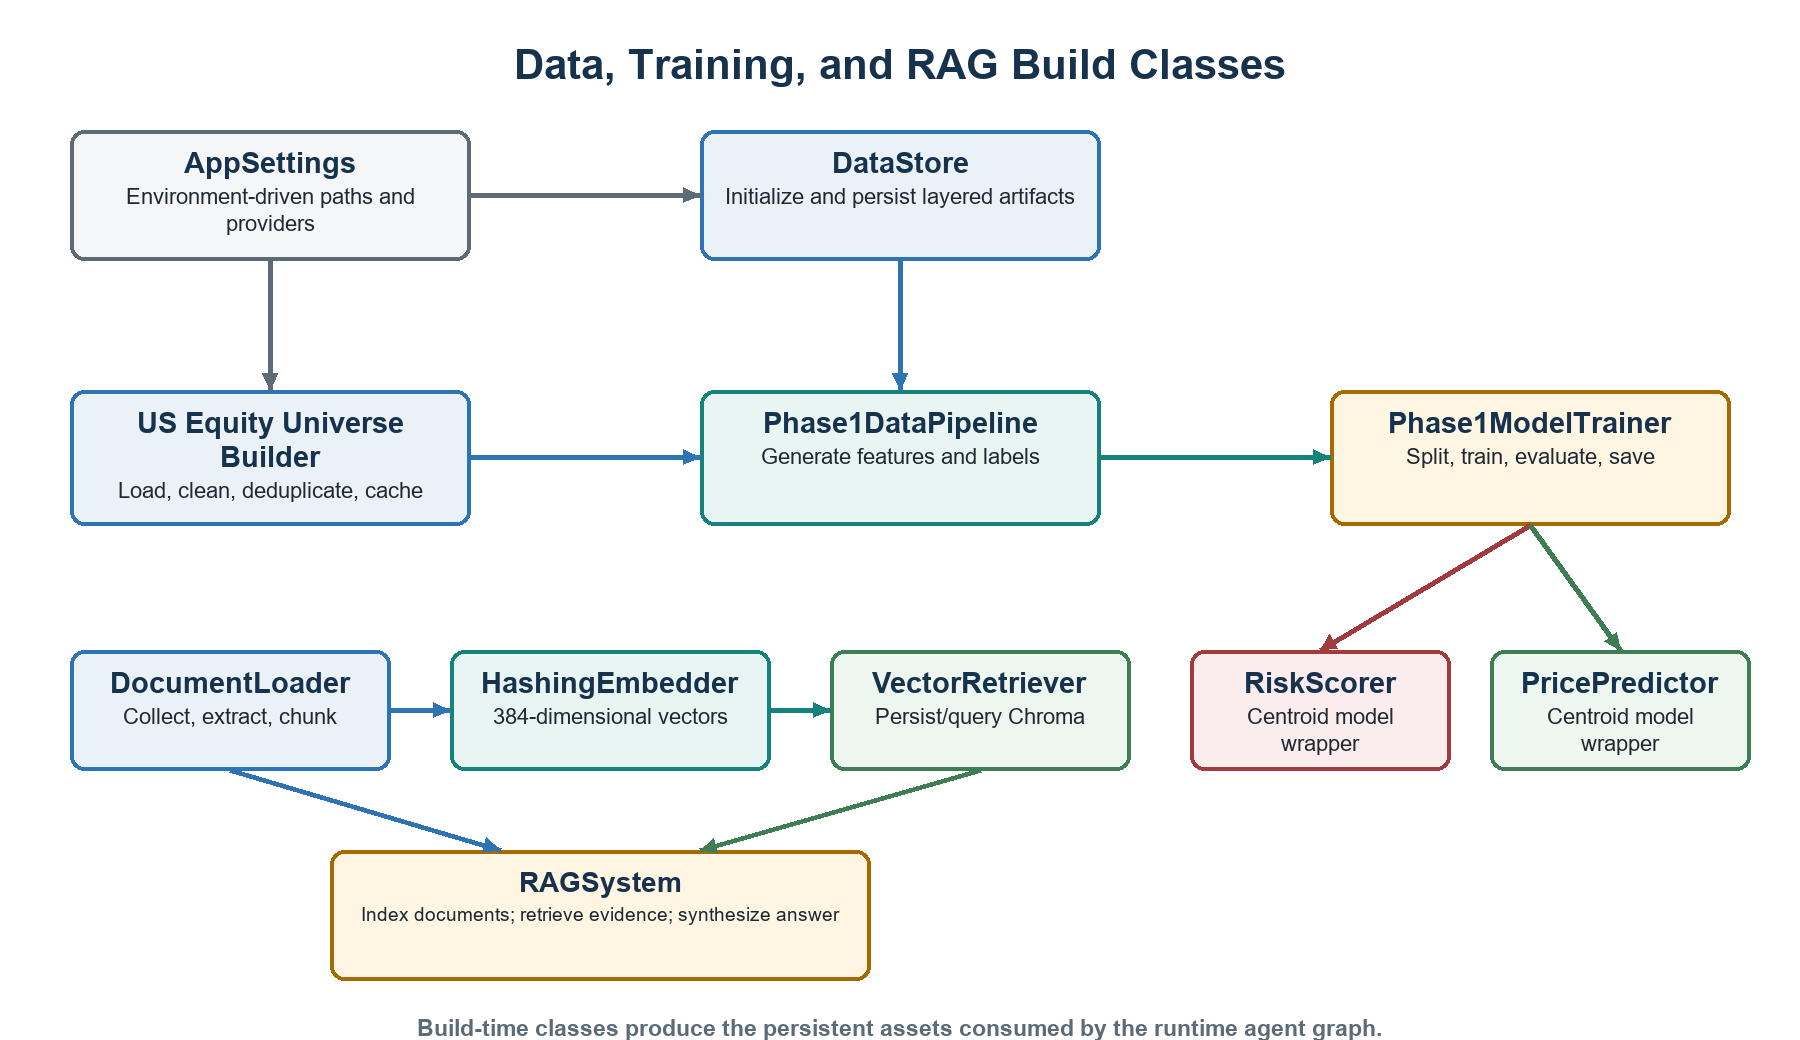 Data, Training, and RAG Build Classes
AppSettings
Environment-driven paths and
providers
DataStore
Initialize and persist layered artifacts
US Equity Universe
Builder
Load, clean, deduplicate, cache
Phase1DataPipeline
Generate features and labels
Phase1ModelTrainer
Split, train, evaluate, save
DocumentLoader
Collect, extract, chunk
HashingEmbedder
384-dimensional vectors
VectorRetriever
Persist/query Chroma
RiskScorer
Centroid model
wrapper
PricePredictor
Centroid model
wrapper
RAGSystem
Index documents; retrieve evidence; synthesize answer
Build-time classes produce the persistent assets consumed by the runtime agent graph.